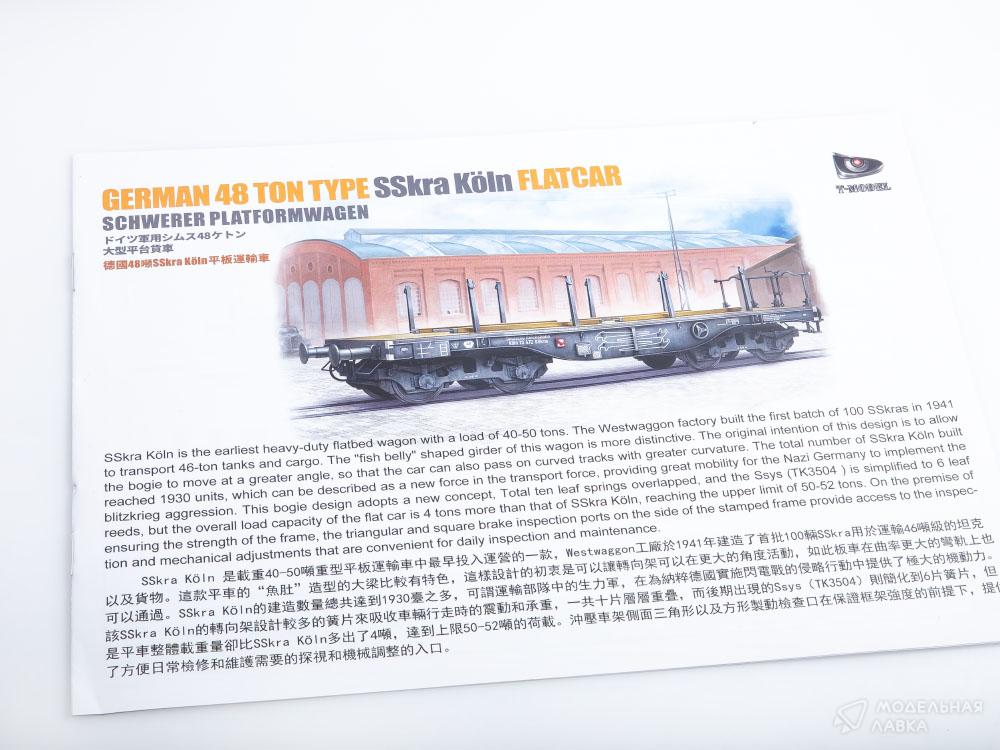 GERMAN 48 TON TYPE SSkra Köln FLATCAR
SCHWERER PLATFORMWAGEN
ドイツ軍用シムス48ケトン
大型平台貨車
德國48噸SSkra Köln平板運輸車
T-MODEL
SSkra Köln is the earliest heavy-duty flatbed wagon with a load of 40-50 tons. The Westwaggon factory built the first batch of 100 SSkras in 1941
to transport 46-ton tanks and cargo. The "fish belly" shaped girder of this wagon is more distinctive. The original intention of this design is to allow
the bogie to move at a greater angle, so that the car can also pass on curved tracks with greater curvature. The total number of SSkra Köln built
reached 1930 units, which can be described as a new force in the transport force, providing great mobility for the Nazi Germany to implement the
blitzkrieg aggression. This bogie design adopts a new concept, Total ten leaf springs overlapped, and the Ssys (TK3504 ) is simplified to 6 leaf
reeds, but the overall load capacity of the flat car is 4 tons more than that of SSkra Köln, reaching the upper limit of 50-52 tons. On the premise of
ensuring the strength of the frame, the triangular and square brake inspection ports on the side of the stamped frame provide access to the inspec-
tion and mechanical adjustments that are convenient for daily inspection and maintenance.
SSkra Köln 是載重40-50噸重型平板運輸車中最早投入運營的一款，Westwaggon工廠於1941年建造了首批100輛SSkra用於運輸46噸級的坦克
以及貨物。這款平車的“魚肚”造型的大梁比較有特色，這樣設計的初衷是可以讓轉向架可以在更大的角度活動，如此板車在曲率更大的彎軌上也
可以通過。SSkra Köln的建造數量總共達到1930臺之多，可謂運輸部隊中的生力軍，在為納粹德國實施閃電戰的侵略行動中提供了極大的機動力。
該SSkra Köln的轉向架設計較多的簧片來吸收車輛行走時的震動和承重，一共十片層層重疊，而後期出現的Ssys（TK3504）則簡化到6片簧片，但
是平車整體載重量卻比SSkra Köln多出了4噸，達到上限50-52噸的荷載。沖壓車架側面三角形以及方形製動檢查口在保證框架強度的前提下，提供
了方便日常檢修和維護需要的探視和機械調整的入口。
МОДЕЛЬНАЯ
ЛАВКА